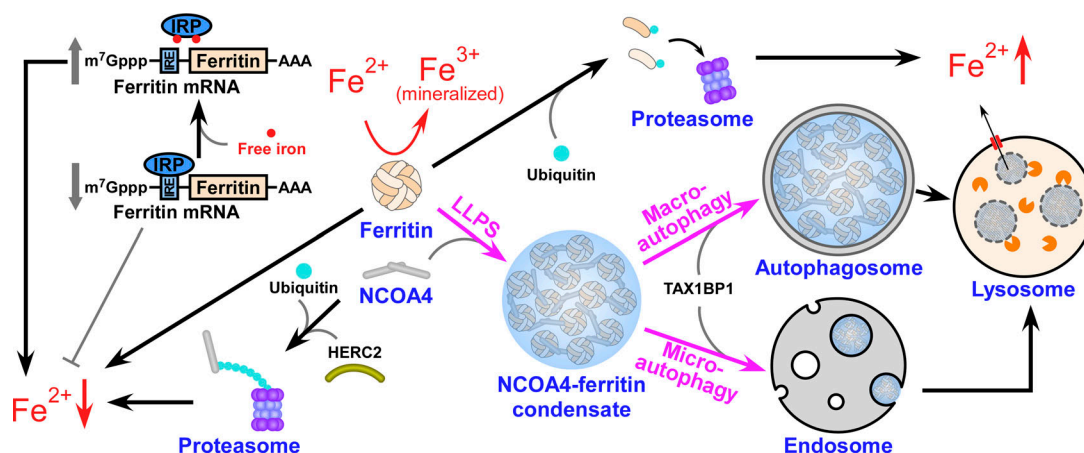 IRP
m⁷Gppp IRE Ferritin AAA
Ferritin mRNA
Free iron
IRP
m⁷Gppp IRE Ferritin AAA
Ferritin mRNA
Fe²⁺
Fe³⁺
(mineralized)
Ferritin
Ubiquitin
Proteasome
Fe²⁺
LLPS
NCOA4
Ubiquitin
HERC2
Fe²⁺
Proteasome
NCOA4-ferritin
condensate
Macro-
autophagy
TAX1BP1
Micro-
autophagy
Autophagosome
Endosome
Lysosome